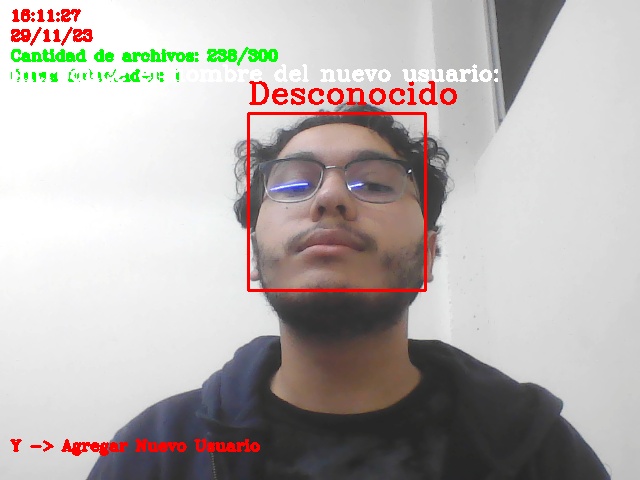 16:11:27
29/11/23
Cantidad de archivos: 238/300
nombre del nuevo usuario:
Desconocido
Y -> Agregar Nuevo Usuario